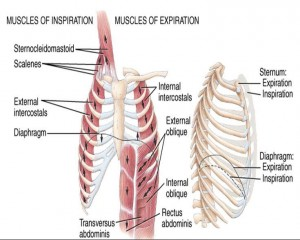 MUSCLES OF INSPIRATION
MUSCLES OF EXPIRATION
Sternocleidomastoid
Scalenes
External
intercostals
Diaphragm
Internal
intercostals
External
oblique
Internal
oblique
Rectus
abdominis
Transversus
abdominis
Sternum:
Expiration
Inspiration
Diaphragm:
Expiration
Inspiration